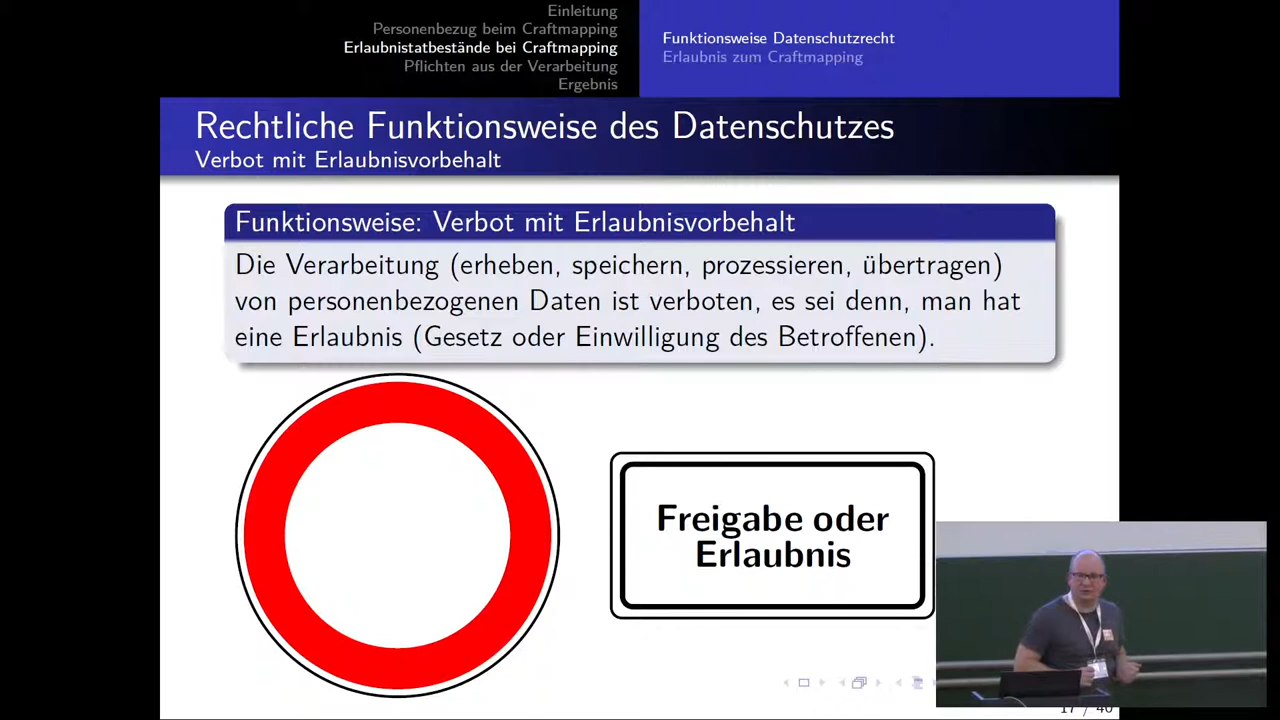 Einleitung
Personenbezug beim Craftmapping
Erlaubnistatbestände bei Craftmapping
Pflichten aus der Verarbeitung
Ergebnis
Funktionsweise Datenschutzrecht
Erlaubnis zum Craftmapping
Rechtliche Funktionsweise des Datenschutzes
Verbot mit Erlaubnisvorbehalt
Funktionsweise: Verbot mit Erlaubnisvorbehalt
Die Verarbeitung (erheben, speichern, prozessieren, übertragen)
von personenbezogenen Daten ist verboten, es sei denn, man hat
eine Erlaubnis (Gesetz oder Einwilligung des Betroffenen).
Freigabe oder
Erlaubnis
17 / 40